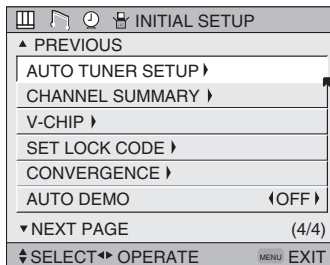 INITIAL SETUP
PREVIOUS
AUTO TUNER SETUP
CHANNEL SUMMARY
V-CHIP
SET LOCK CODE
CONVERGENCE
AUTO DEMO OFF
NEXT PAGE (4/4)
SELECT OPERATE MENU EXIT